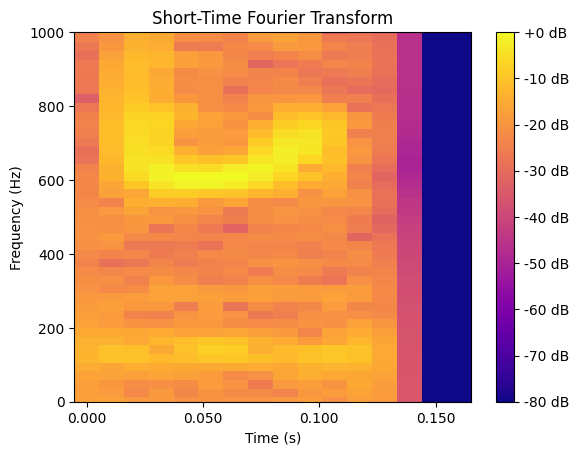 Short-Time Fourier Transform
1000
800
600
400
200
0
Frequency (Hz)
0.000
0.050
0.100
0.150
Time (s)
+0 dB
-10 dB
-20 dB
-30 dB
-40 dB
-50 dB
-60 dB
-70 dB
-80 dB